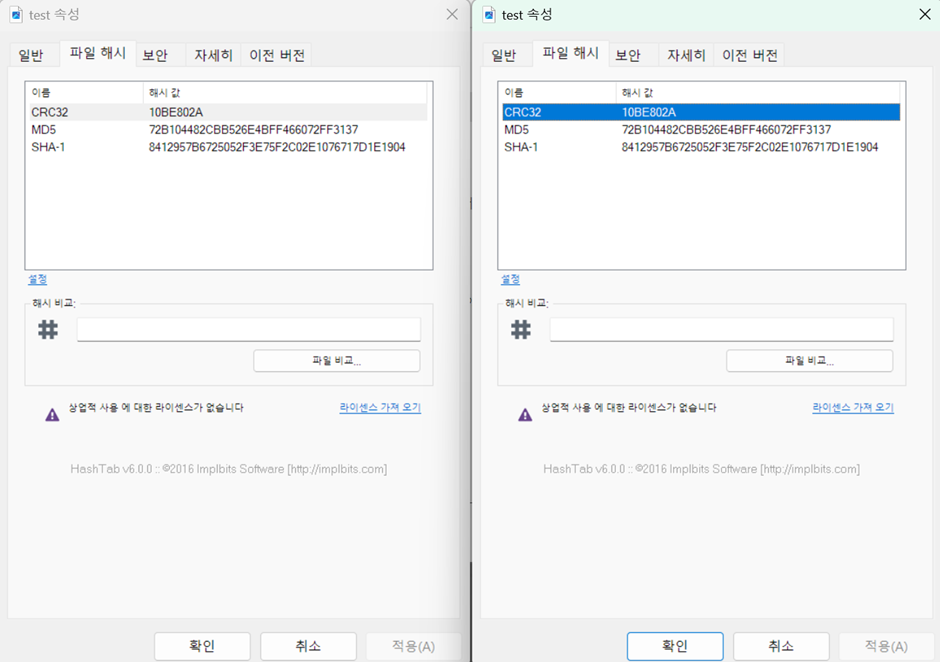 test 속성
일반 파일 해시 보안 자세히 이전 버전
이름 해시 값
CRC32 10BE802A
MD5 72B104482CBB526E4BFF466072FF3137
SHA-1 8412957B6725052F3E75F2C02E1076717D1E1904
설정
해시 비교:
파일 비교...
상업적 사용 에 대한 라이센스가 없습니다 라이센스 가져 오기
HashTab v6.0.0 :: ©2016 Implbits Software [http://implbits.com]
확인 취소 적용(A)
test 속성
일반 파일 해시 보안 자세히 이전 버전
이름 해시 값
CRC32 10BE802A
MD5 72B104482CBB526E4BFF466072FF3137
SHA-1 8412957B6725052F3E75F2C02E1076717D1E1904
설정
해시 비교:
파일 비교...
상업적 사용 에 대한 라이센스가 없습니다 라이센스 가져 오기
HashTab v6.0.0 :: ©2016 Implbits Software [http://implbits.com]
확인 취소 적용(A)